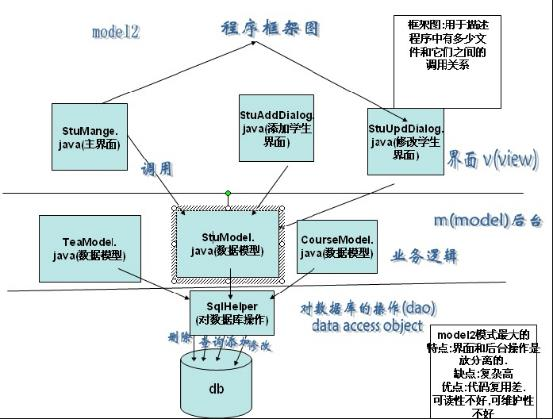 model2
程序框架图
框架图:用于描述
程序中有多少文
件和它们之间的
调用关系
StuMange.
java(主界面)
StuAddDialog.
java(添加学生
界面)
StuUpdDialog.
java(修改学生
界面)
调用
界面 v(view)
m(model)后台
TeaModel.
java(数据模型)
StuModel.
java(数据模型)
CourseModel.
java(数据模型)
业务逻辑
SqlHelper
(对数据库操作)
对数据库的操作(dao)
data access object
删除 查询添加修改
db
model2模式最大的
特点:界面和后台操作是
放分离的.
缺点:复杂高
优点:代码复用差.
可读性不好,可维护性
不好